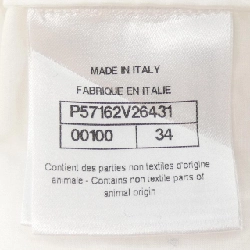 MADE IN ITALY
FABRIQUE EN ITALIE
P57162V26431
00100 34
Contient des parties non textiles d'origine
animale - Contains non textile parts of
animal origin